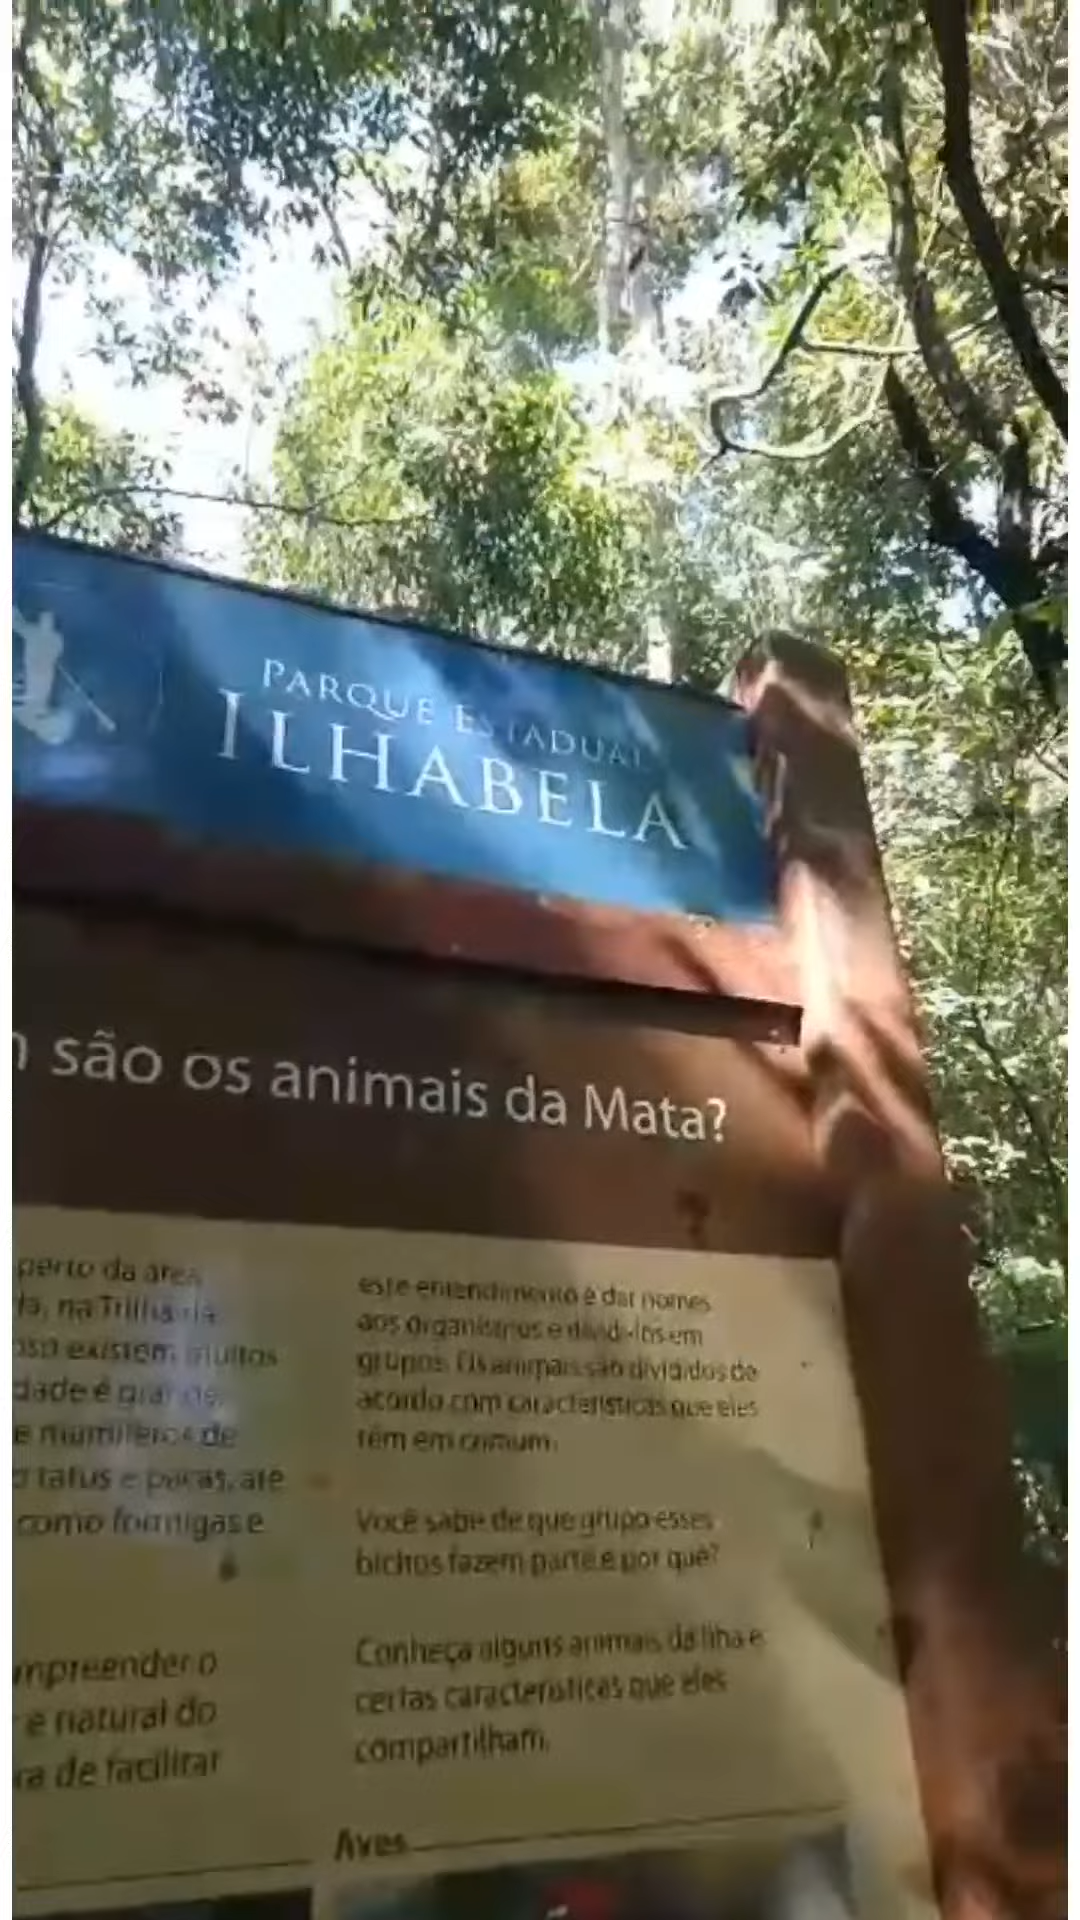 PARQUE ESTADUAL
ILHABELA
são os animais da Mata?
perto da área
na Trilha da
existem muitos
dade é grande,
e mamíferos de
tatus e pacas, até
como formigas e
mpreender o
e natural do
ra de facilitar
este entendimento é dar nomes
aos organismos e dividi-los em
grupos. Os animais são divididos de
acordo com características que eles
têm em comum.
Você sabe de que grupo esses
bichos fazem parte e por quê?
Conheça alguns animais da Ilha e
certas características que eles
compartilham.
Aves